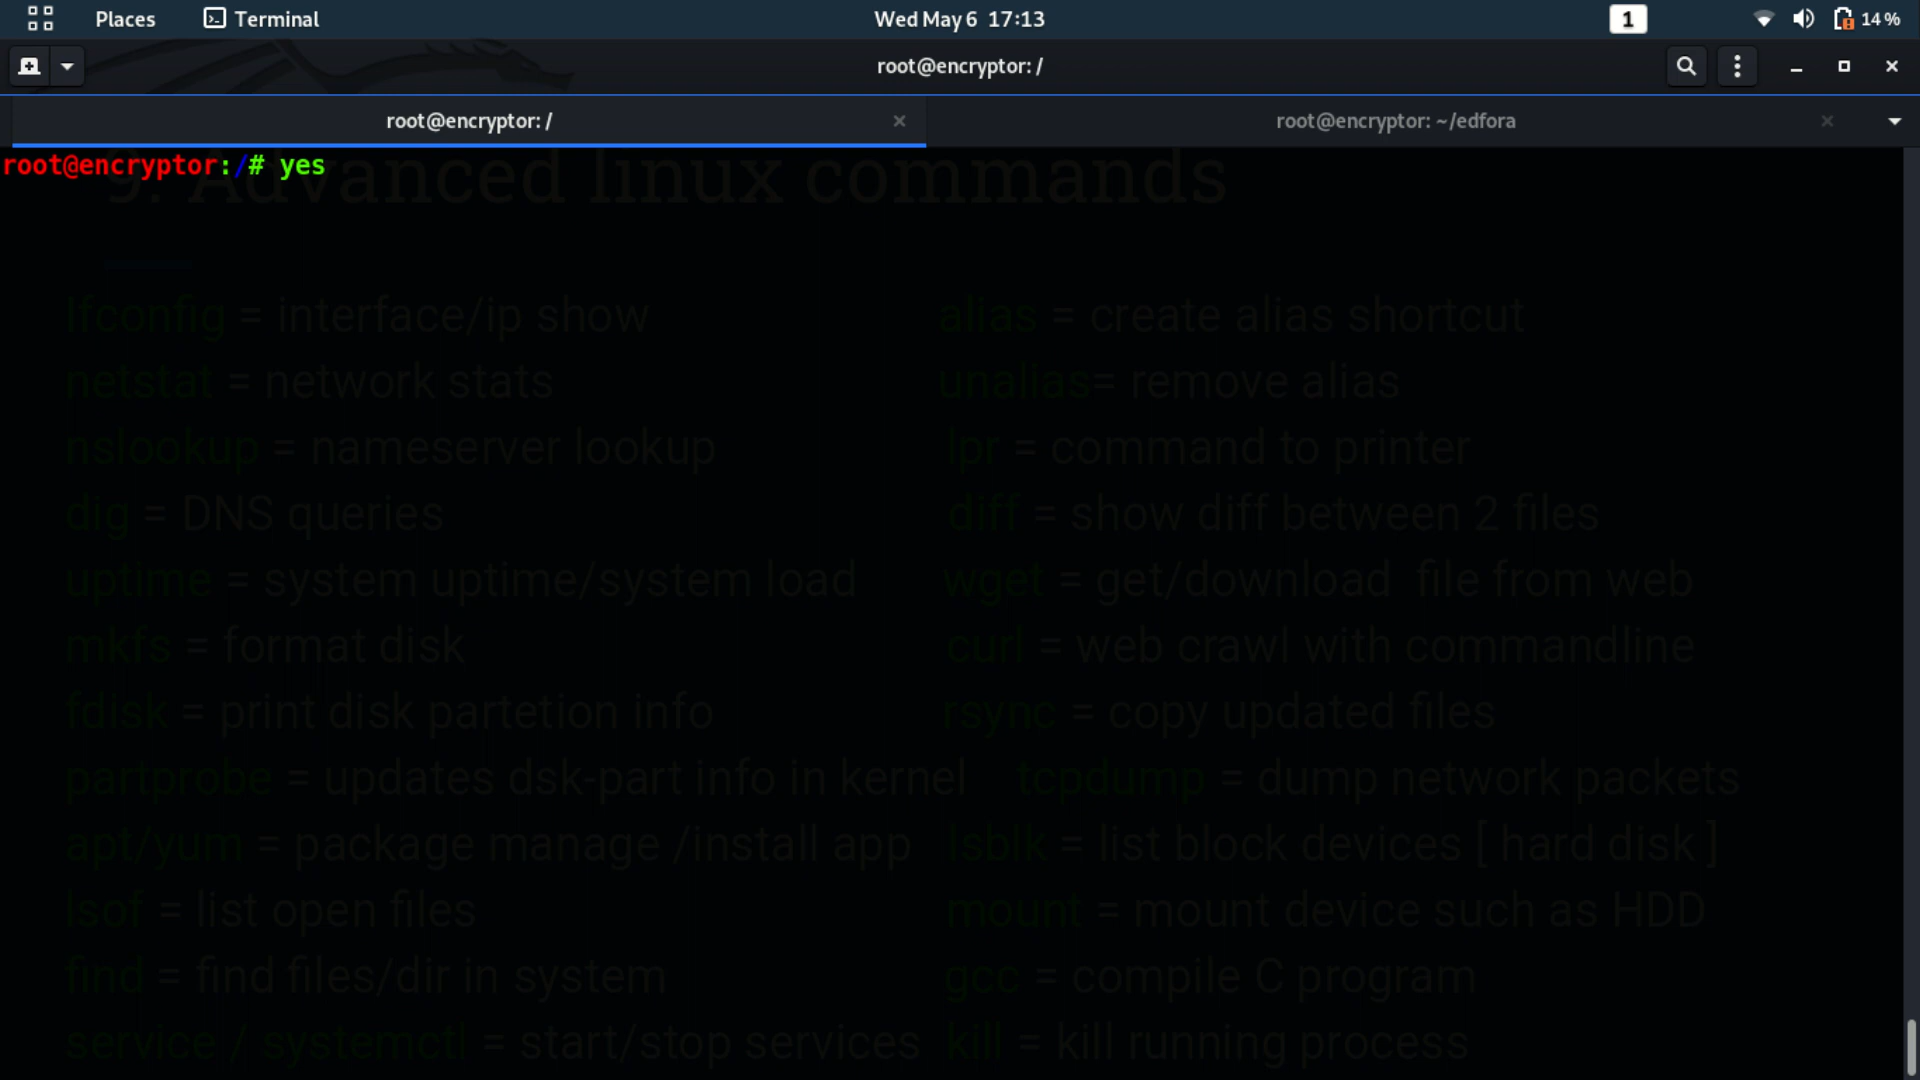 Places
Terminal
Wed May 6 17:13
1
14 %
root@encryptor: /
root@encryptor: /
root@encryptor: ~/edfora
root@encryptor:/# yes
9. Advanced linux commands
Ifconfig = interface/ip show
alias = create alias shortcut
netstat = network stats
unalias= remove alias
nslookup = nameserver lookup
lpr = command to printer
dig = DNS queries
diff = show diff between 2 files
uptime = system uptime/system load
wget = get/download file from web
mkfs = format disk
curl = web crawl with commandline
fdisk = print disk partetion info
rsync = copy updated files
partprobe = updates dsk-part info in kernel
tcpdump = dump network packets
apt/yum = package manage /install app
lsblk = list block devices [ hard disk ]
lsof = list open files
mount = mount device such as HDD
find = find files/dir in system
gcc = compile C program
service / systemctl = start/stop services
kill = kill running process